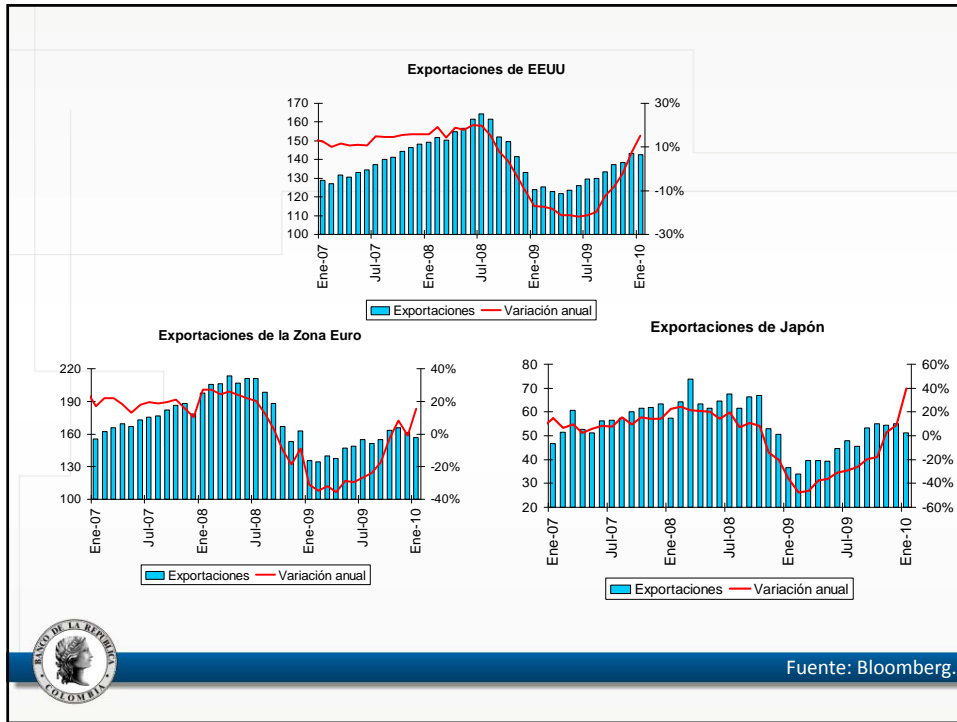 Exportaciones de EEUU
170
160
150
140
130
120
110
100
30%
10%
-10%
-30%
Ene-07
Jul-07
Ene-08
Jul-08
Ene-09
Jul-09
Ene-10
Exportaciones Variación anual
Exportaciones de la Zona Euro
220
190
160
130
100
40%
20%
0%
-20%
-40%
Ene-07
Jul-07
Ene-08
Jul-08
Ene-09
Jul-09
Ene-10
Exportaciones Variación anual
Exportaciones de Japón
80
70
60
50
40
30
20
60%
40%
20%
0%
-20%
-40%
-60%
Ene-07
Jul-07
Ene-08
Jul-08
Ene-09
Jul-09
Ene-10
Exportaciones Variación anual
BANCO DE LA REPUBLICA
COLOMBIA
Fuente: Bloomberg.